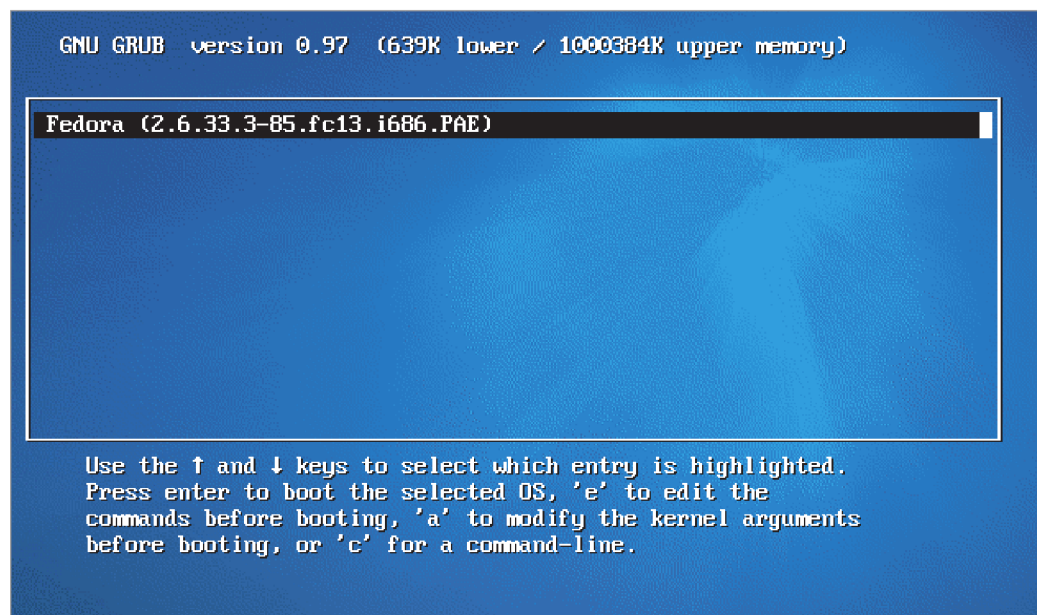 GNU GRUB version 0.97 (639K lower / 1000384K upper memory)
Fedora (2.6.33.3-85.fc13.i686.PAE)
Use the ↑ and ↓ keys to select which entry is highlighted.
Press enter to boot the selected OS, 'e' to edit the
commands before booting, 'a' to modify the kernel arguments
before booting, or 'c' for a command-line.